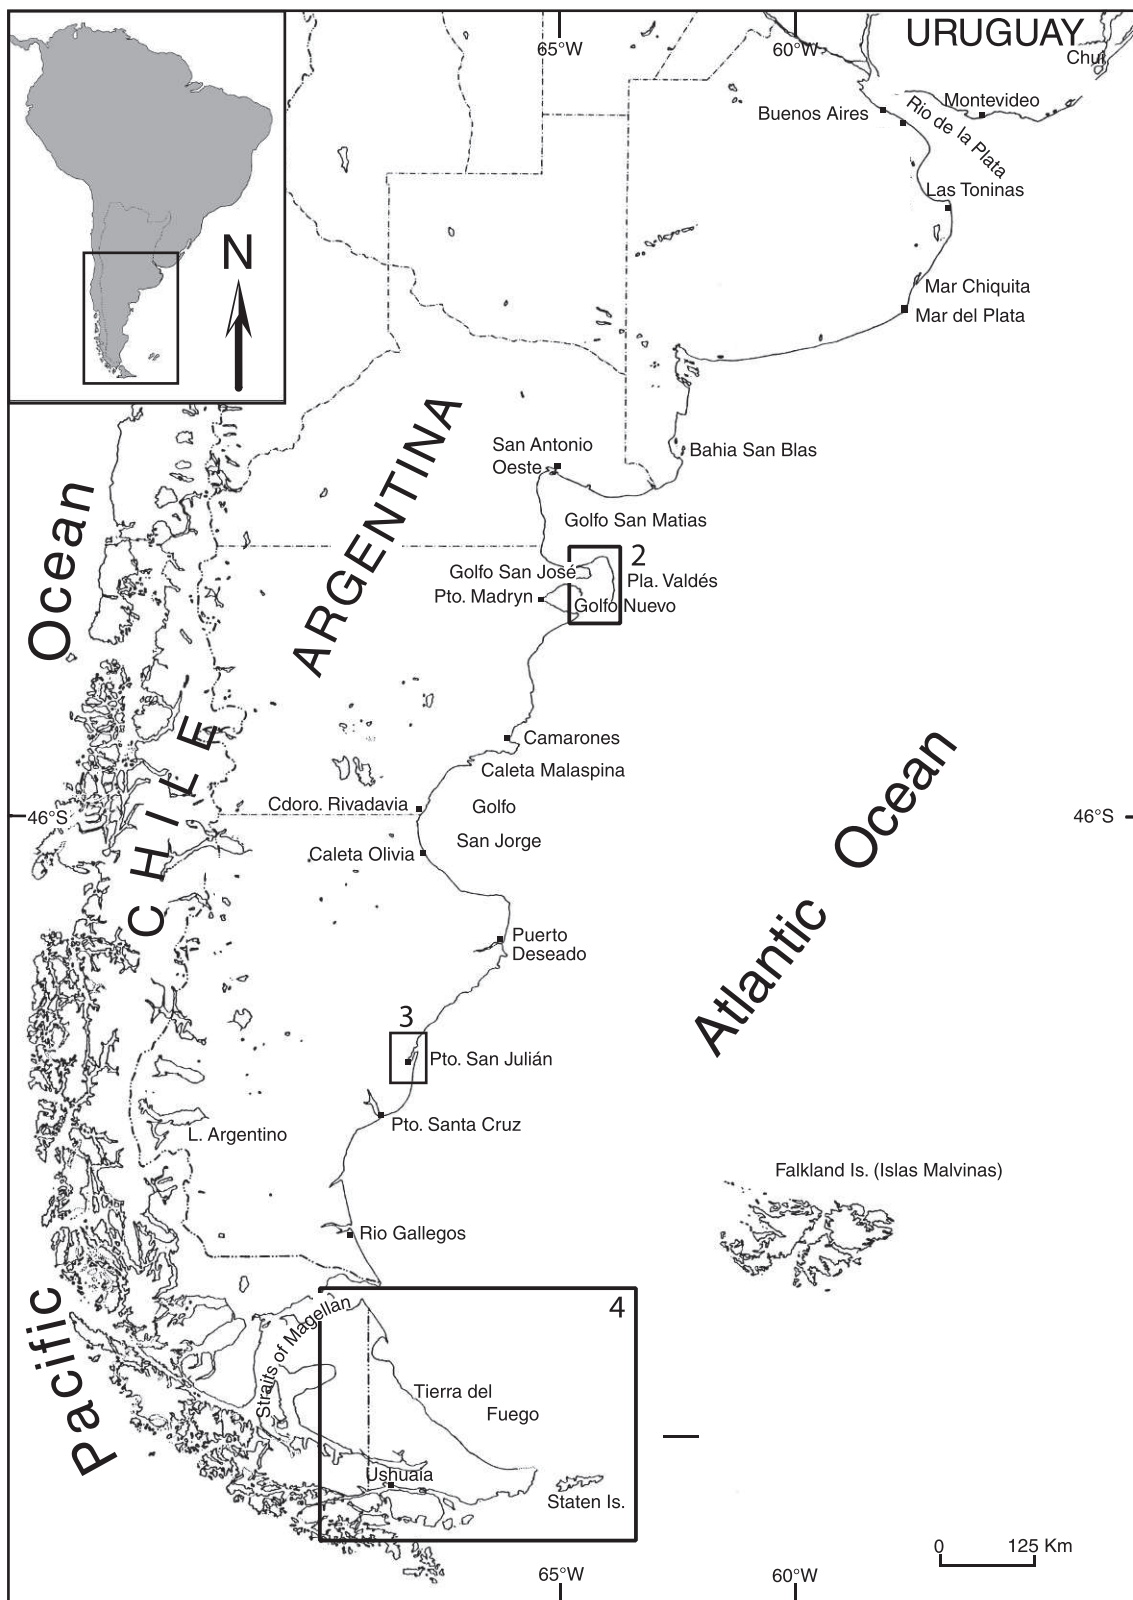 65°W
60°W
URUGUAY
Chui
Montevideo
Buenos Aires
Rio de la Plata
Las Toninas
N
Mar Chiquita
Mar del Plata
ARGENTINA
San Antonio
Oeste
Bahia San Blas
Golfo San Matias
2
Golfo San José
Pla. Valdés
Pto. Madryn
Golfo Nuevo
Camarones
Caleta Malaspina
Cdoro. Rivadavia
Golfo
San Jorge
46°S
46°S
Caleta Olivia
CHILE
Puerto
Deseado
Atlantic Ocean
3
Pto. San Julián
Pto. Santa Cruz
L. Argentino
Falkland Is. (Islas Malvinas)
Rio Gallegos
Pacific Ocean
4
Straits of Magellan
Tierra del
Fuego
Ushuaia
Staten Is.
0 125 Km
65°W
60°W